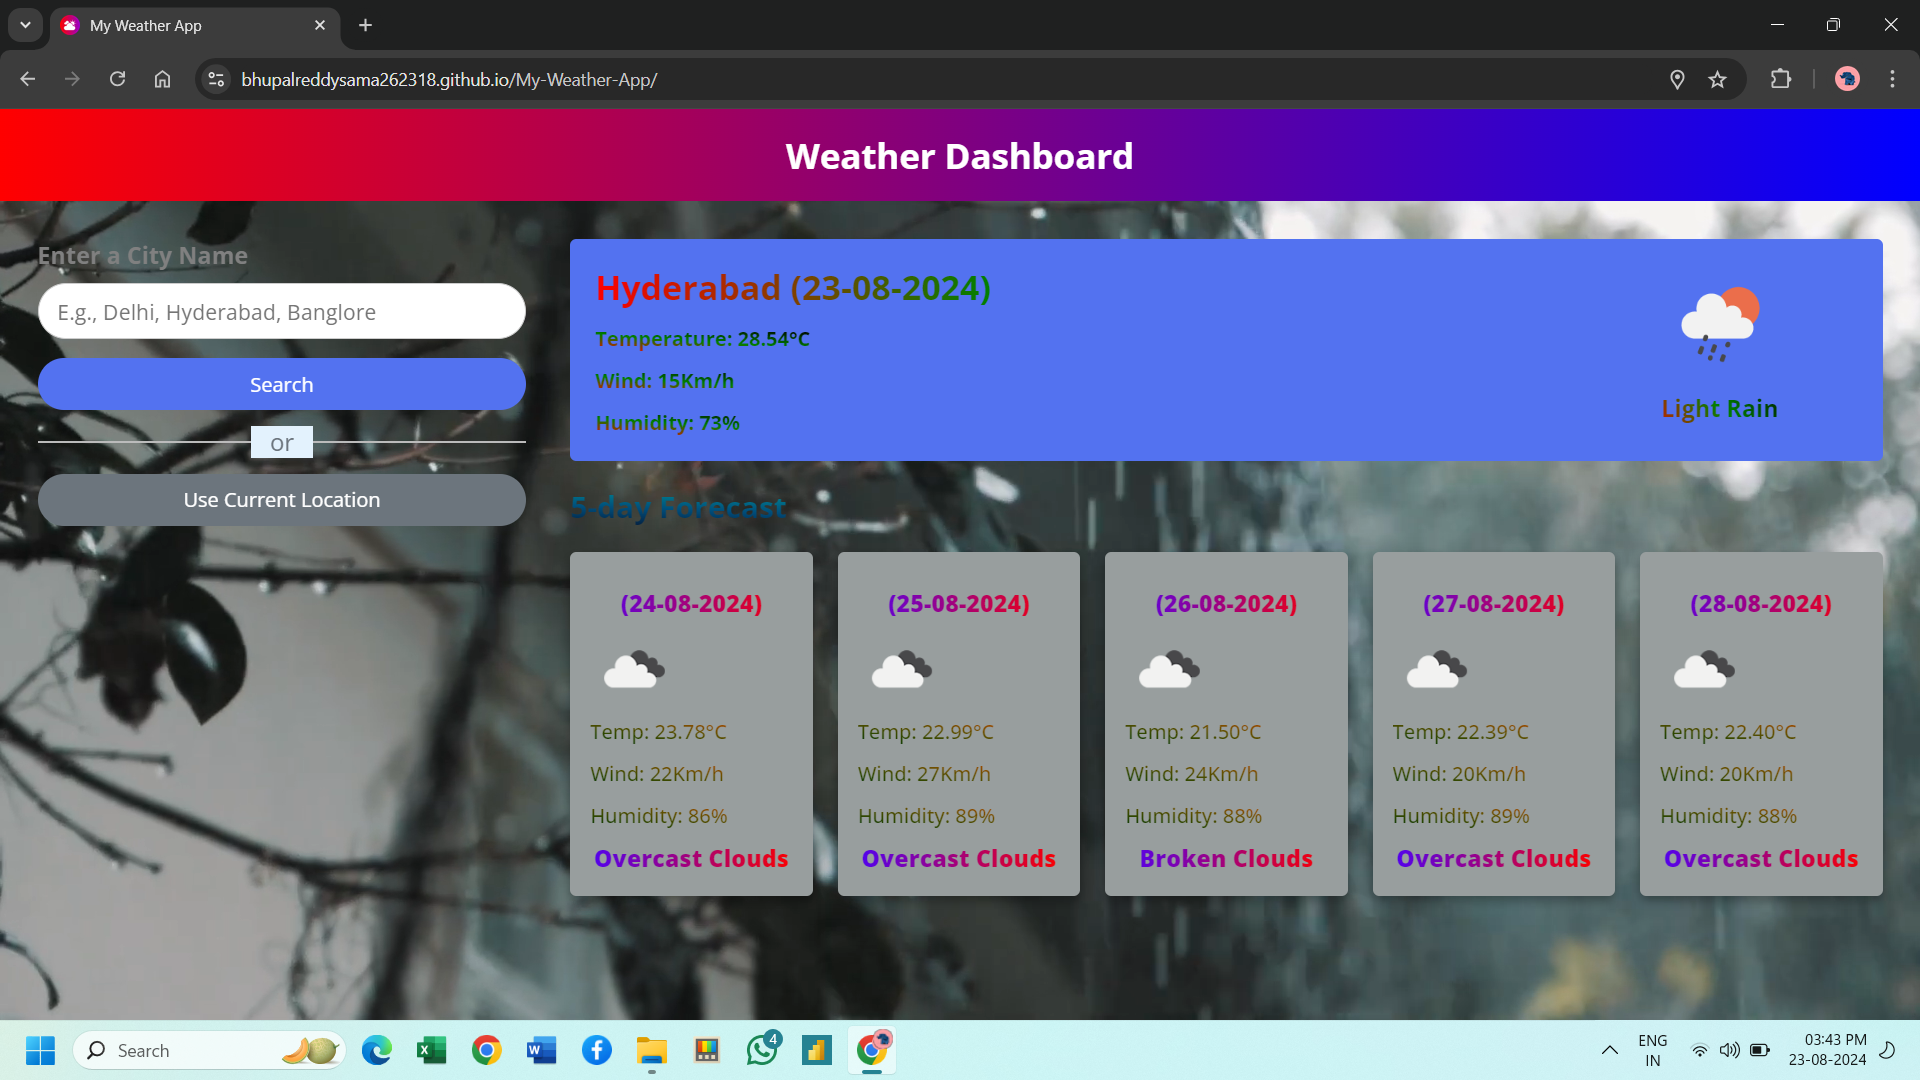 My Weather App
bhupalreddysama262318.github.io/My-Weather-App/
Weather Dashboard
Enter a City Name
E.g., Delhi, Hyderabad, Banglore
Search
or
Use Current Location
Hyderabad (23-08-2024)
Temperature: 28.54°C
Wind: 15Km/h
Humidity: 73%
Light Rain
5-day Forecast
(24-08-2024)
Temp: 23.78°C
Wind: 22Km/h
Humidity: 86%
Overcast Clouds
(25-08-2024)
Temp: 22.99°C
Wind: 27Km/h
Humidity: 89%
Overcast Clouds
(26-08-2024)
Temp: 21.50°C
Wind: 24Km/h
Humidity: 88%
Broken Clouds
(27-08-2024)
Temp: 22.39°C
Wind: 20Km/h
Humidity: 89%
Overcast Clouds
(28-08-2024)
Temp: 22.40°C
Wind: 20Km/h
Humidity: 88%
Overcast Clouds
Search
4
ENG
IN
03:43 PM
23-08-2024